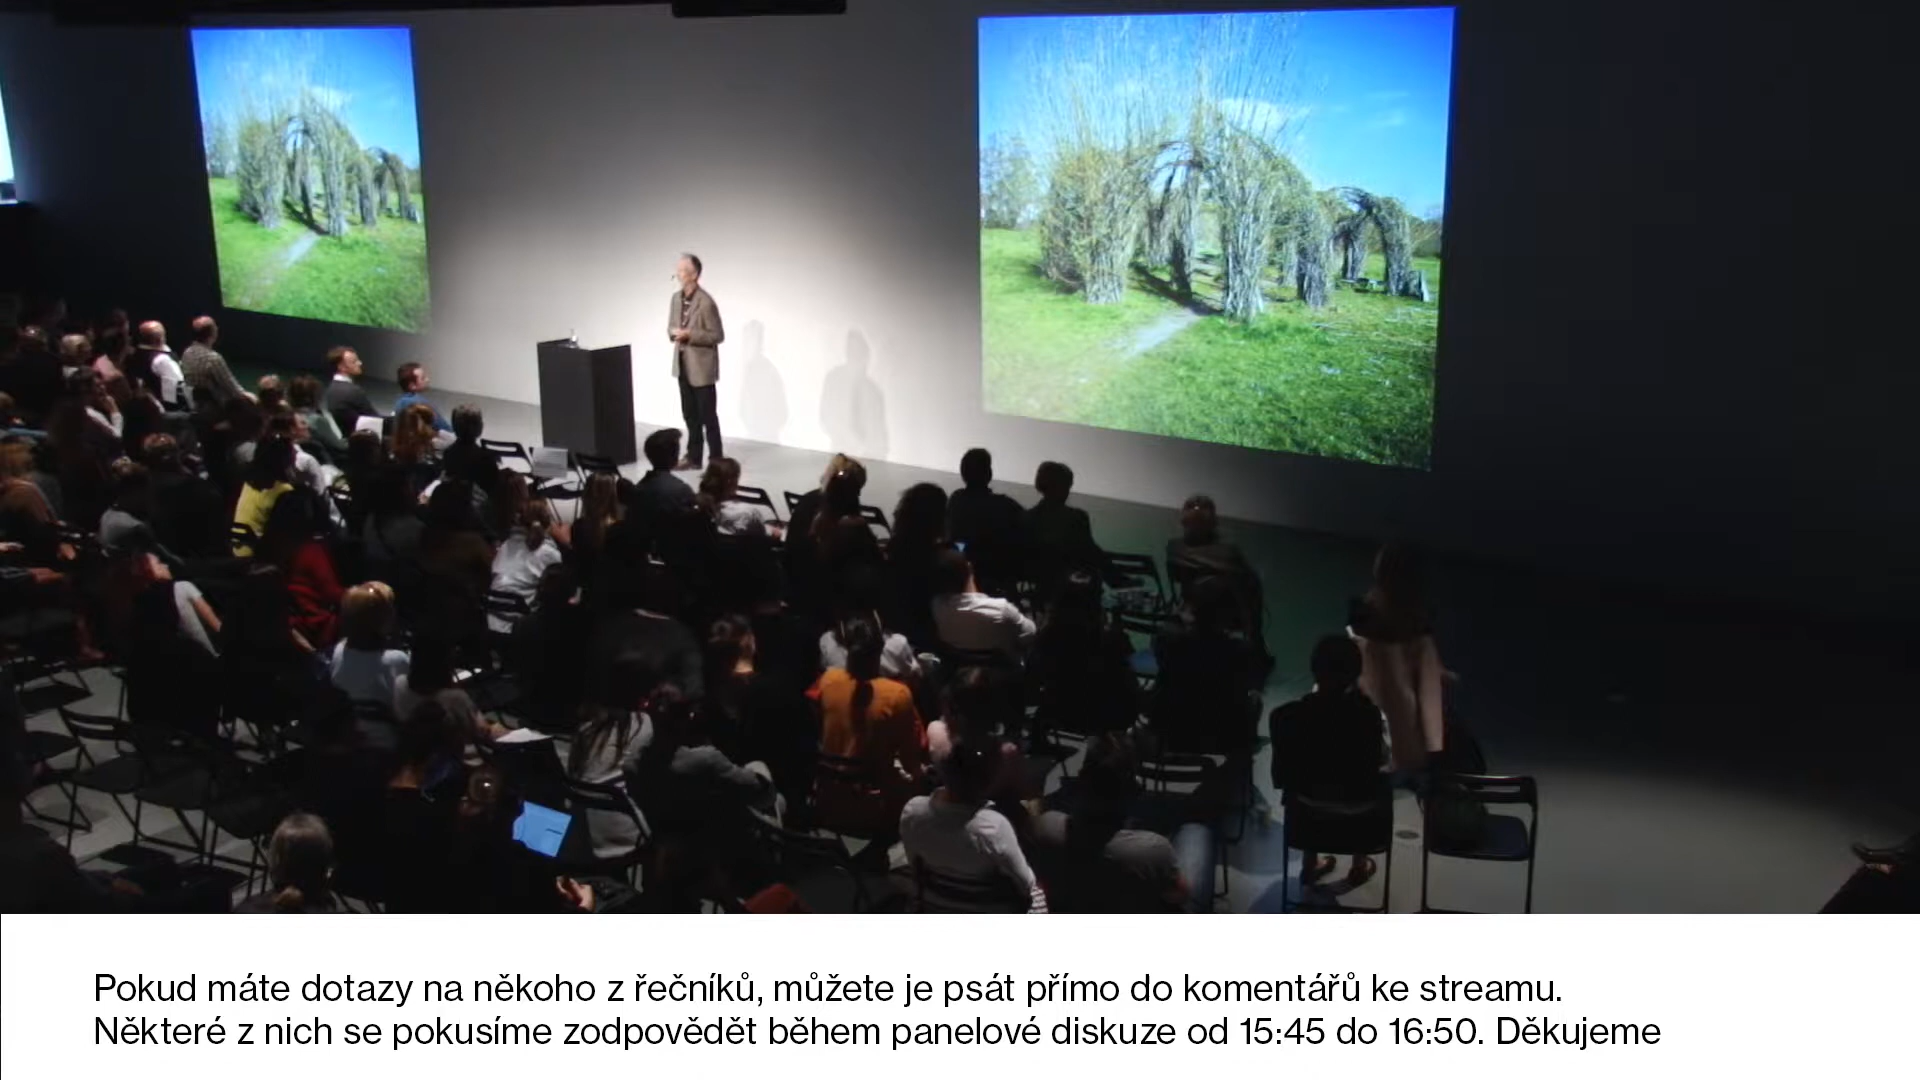 Pokud máte dotazy na někoho z řečníků, můžete je psát přímo do komentářů ke streamu.
Některé z nich se pokusíme zodpovědět během panelové diskuze od 15:45 do 16:50. Děkujeme